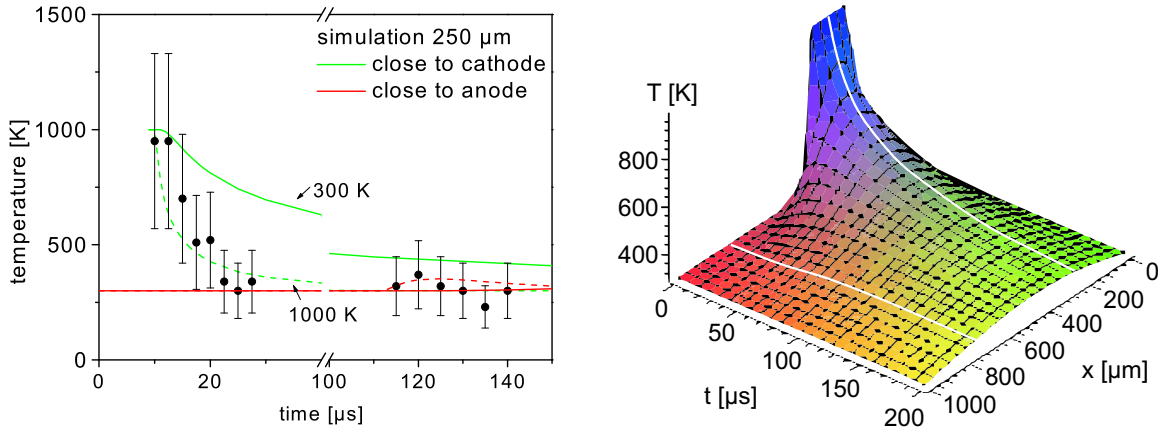 1500
1000
500
0
temperature [K]
simulation 250 µm
close to cathode
close to anode
300 K
1000 K
0
20
100
120
140
time [µs]
T [K]
800
600
400
0
50
100
150
200
t [µs]
0
200
400
600
800
1000
x [µm]